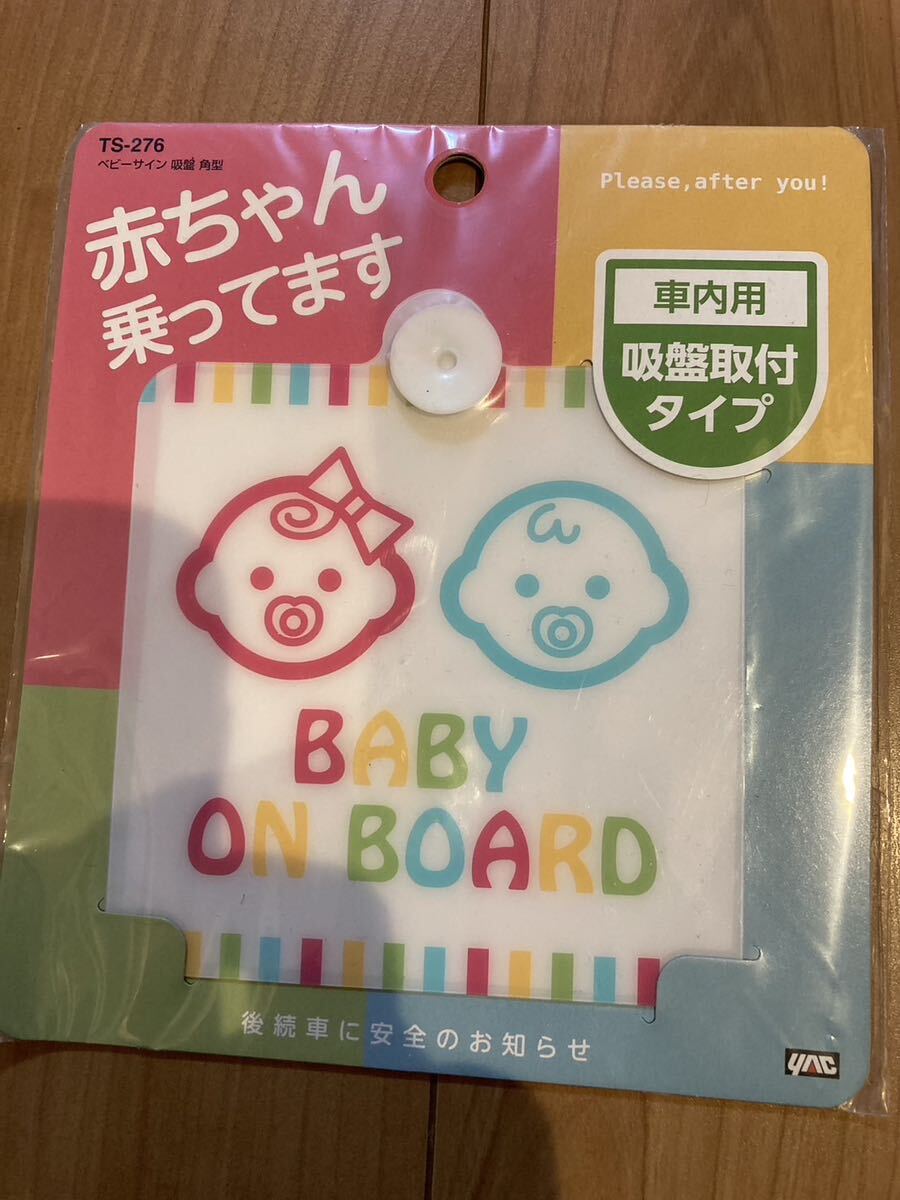 TS-276
ベビーサイン 吸盤 角型
赤ちゃん
乗ってます
Please,after you!
車内用
吸盤取付
タイプ
BABY
ON BOARD
後続車に安全のお知らせ
YAC